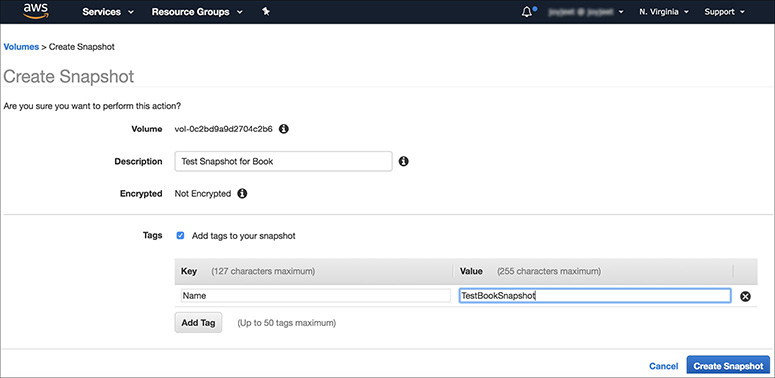 aws Services Resource Groups N. Virginia Support
Volumes > Create Snapshot
Create Snapshot
Are you sure you want to perform this action?
Volume vol-0c2bd9a9d2704c2b6
Description Test Snapshot for Book
Encrypted Not Encrypted
Tags Add tags to your snapshot
Key (127 characters maximum) Value (255 characters maximum)
Name TestBookSnapshot
Add Tag (Up to 50 tags maximum)
Cancel Create Snapshot